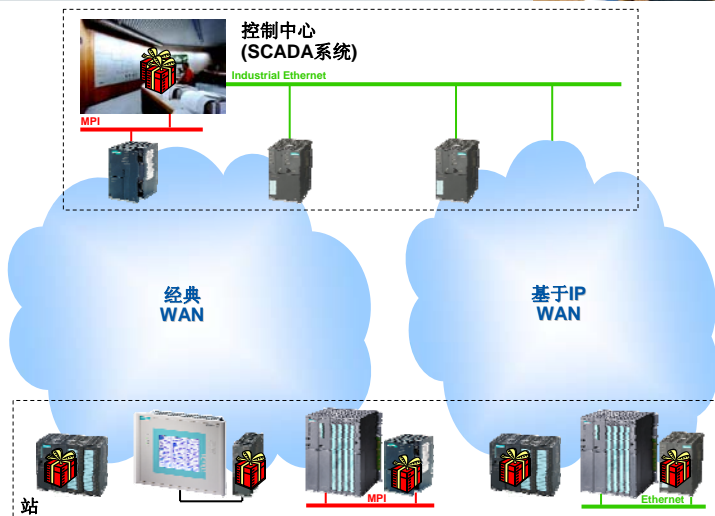 控制中心
(SCADA系统)
Industrial Ethernet
MPI
经典
WAN
基于IP
WAN
MPI
Ethernet
站